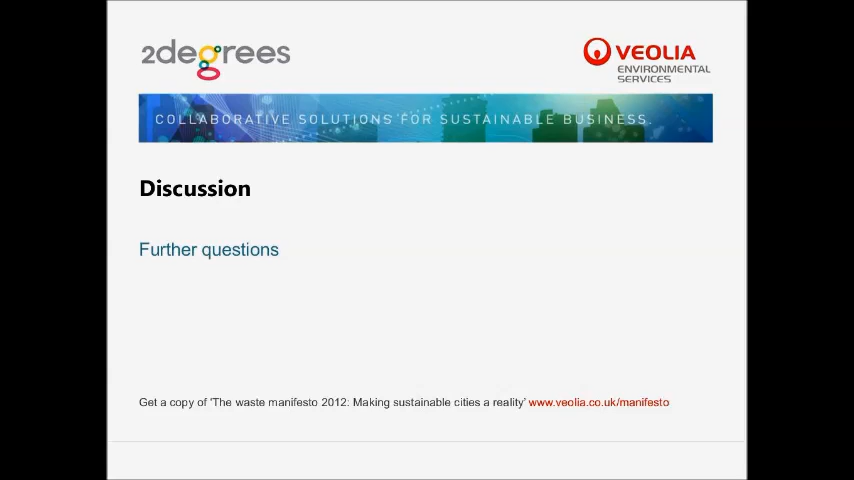 2degrees
VEOLIA
ENVIRONMENTAL
SERVICES
COLLABORATIVE SOLUTIONS FOR SUSTAINABLE BUSINESS.
Discussion
Further questions
Get a copy of 'The waste manifesto 2012: Making sustainable cities a reality' www.veolia.co.uk/manifesto